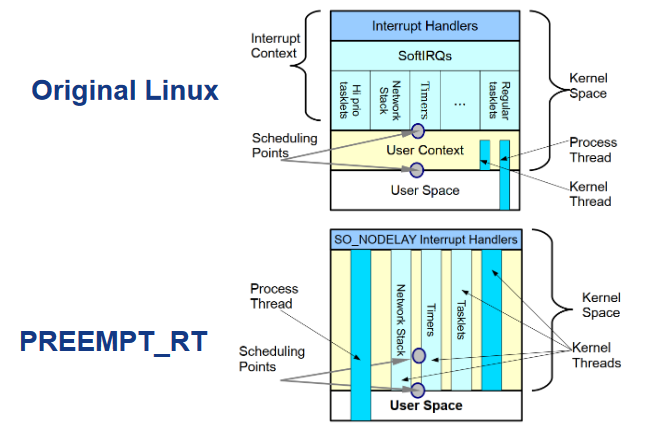 Original Linux
Interrupt
Context
Interrupt Handlers
SoftIRQs
Hi prio
tasklets
Network
Stack
Timers
...
Regular
tasklets
Kernel
Space
Scheduling
Points
User Context
Process
Thread
User Space
Kernel
Thread
PREEMPT_RT
SO_NODELAY Interrupt Handlers
Process
Thread
Network Stack
Timers
Tasklets
Kernel
Space
Scheduling
Points
Kernel
Threads
User Space